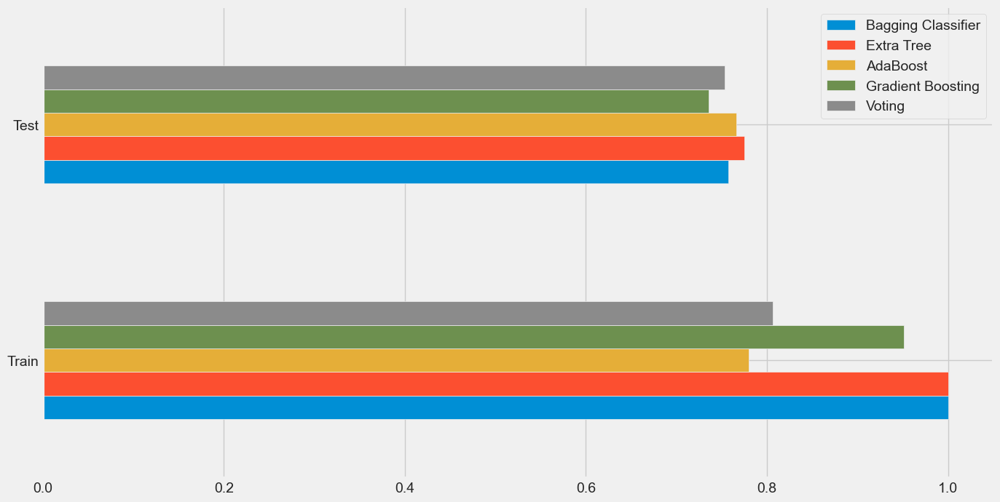 Bagging Classifier
Extra Tree
AdaBoost
Gradient Boosting
Voting
Test
Train
0.0 0.2 0.4 0.6 0.8 1.0